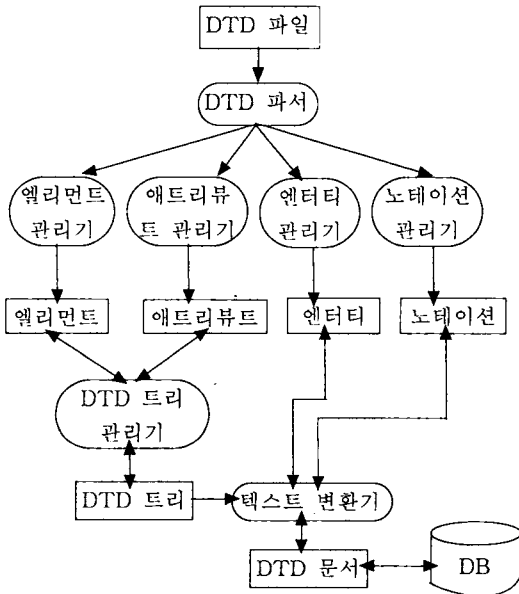 DTD 파일
DTD 파서
엘리먼트
관리기
애트리뷰
트 관리기
엔터티
관리기
노테이션
관리기
엘리먼트
애트리뷰트
엔터티
노테이션
DTD 트리
관리기
DTD 트리
텍스트 변환기
DTD 문서
DB